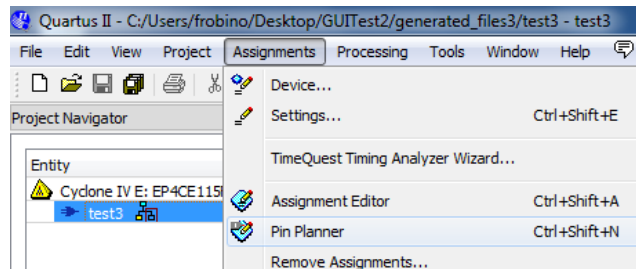 Quartus II - C:/Users/frobino/Desktop/GUITest2/generated_files3/test3 - test3
File Edit View Project Assignments Processing Tools Window Help
Device...
Project Navigator
Settings... Ctrl+Shift+E
TimeQuest Timing Analyzer Wizard...
Entity
Cyclone IV E: EP4CE115
Assignment Editor Ctrl+Shift+A
test3
Pin Planner Ctrl+Shift+N
Remove Assignments...